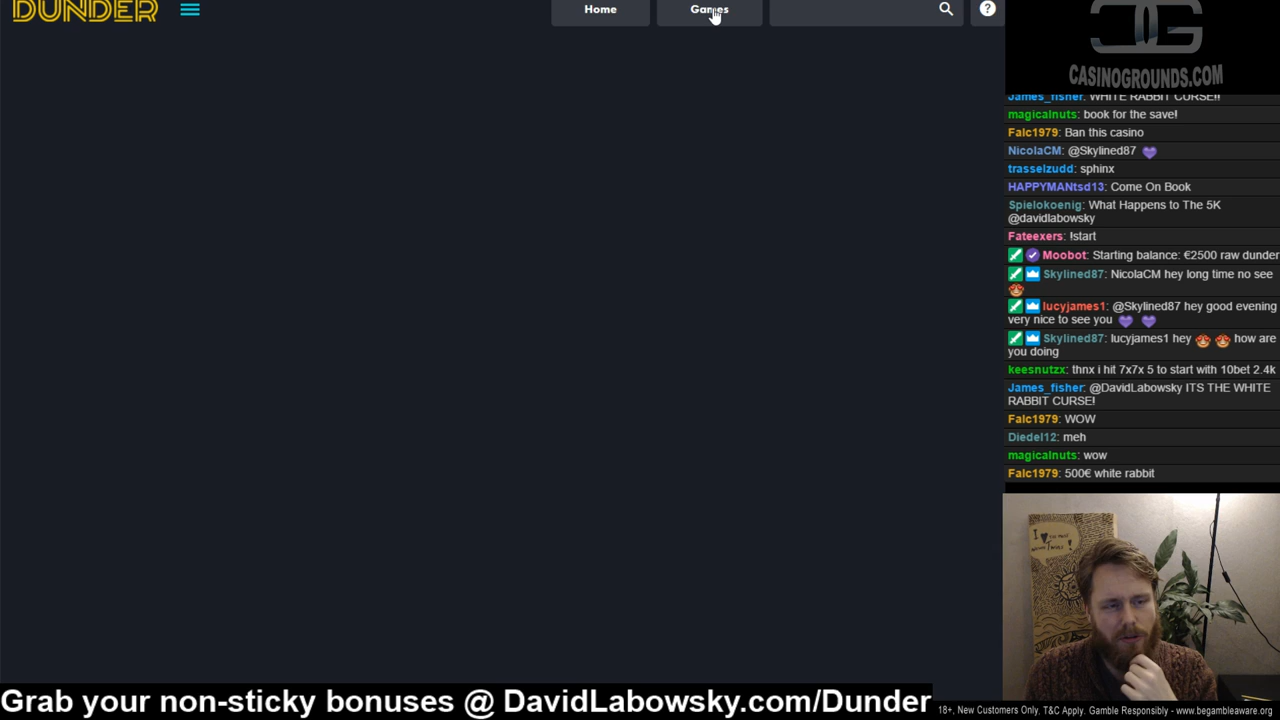 DUNDER
Home
Games
CASINOGROUNDS.COM
James_fisher: WHITE RABBIT CURSE!!
magicalnuts: book for the save!
Falc1979: Ban this casino
NicolaCM: @Skylined87
trasselzudd: sphinx
HAPPYMANtsd13: Come On Book
Spielokoenig: What Happens to The 5K
@davidlabowsky
Fateexers: !start
Moobot: Starting balance: €2500 raw dunder
Skylined87: NicolaCM hey long time no see
lucyjames1: @Skylined87 hey good evening
very nice to see you
Skylined87: lucyjames1 hey how are
you doing
keesnutzx: thnx i hit 7x7x 5 to start with 10bet 2.4k
James_fisher: @DavidLabowsky ITS THE WHITE
RABBIT CURSE!
Falc1979: WOW
Diedel12: meh
magicalnuts: wow
Falc1979: 500€ white rabbit
Grab your non-sticky bonuses @ DavidLabowsky.com/Dunder
18+, New Customers Only, T&C Apply, Gamble Responsibly - www.begambleaware.org